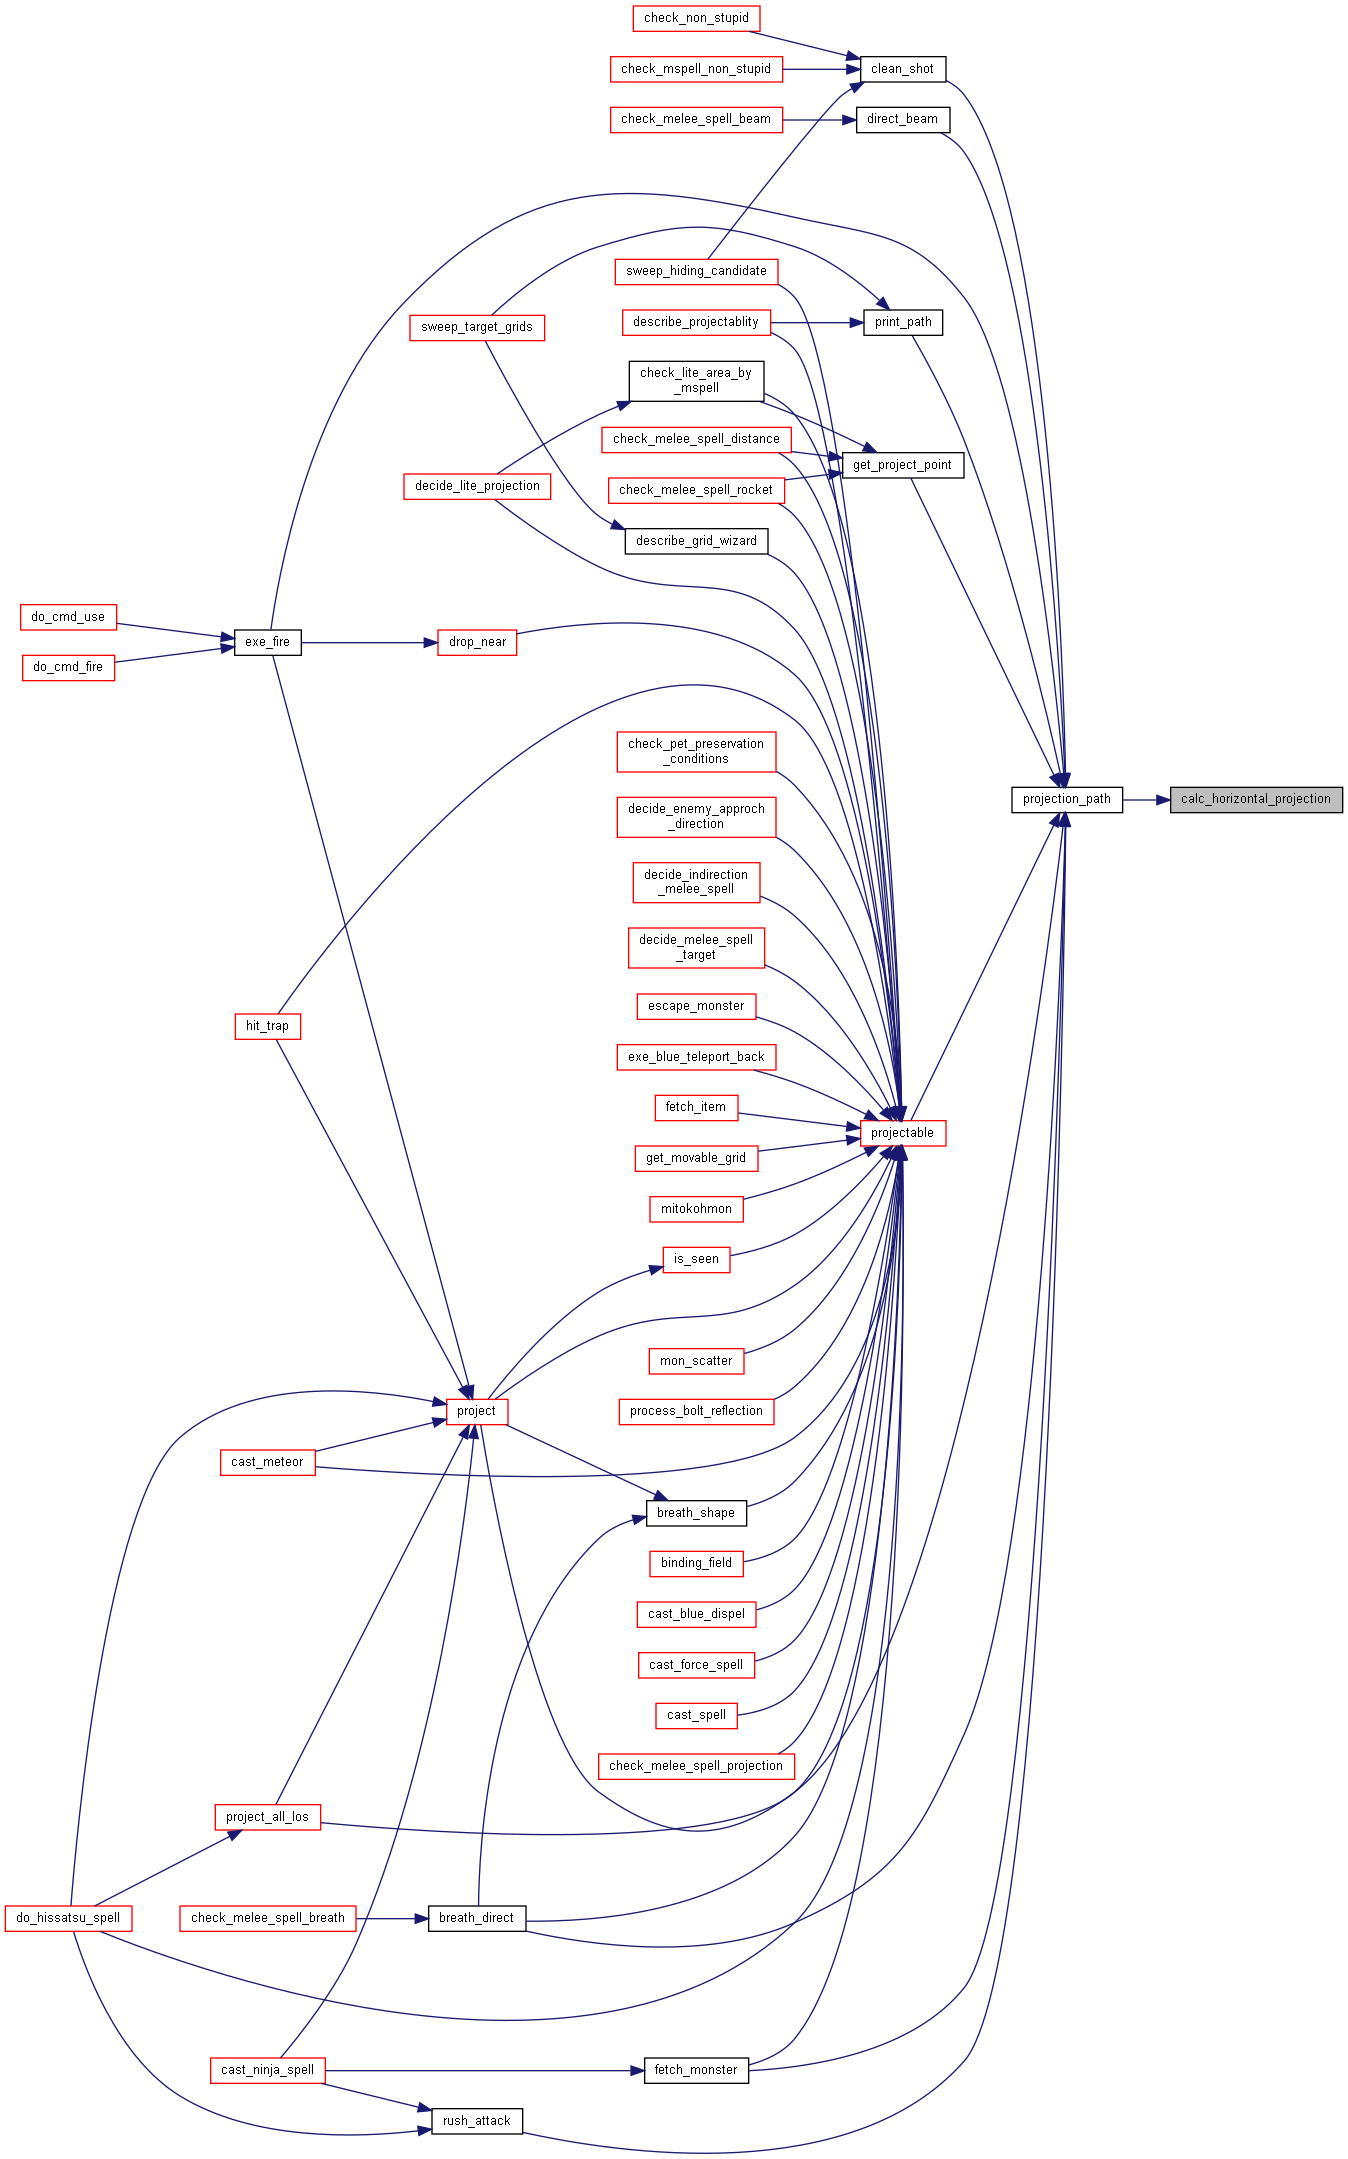 check_non_stupid
check_mspell_non_stupid
clean_shot
check_melee_spell_beam
direct_beam
sweep_hiding_candidate
sweep_target_grids
describe_projectablity
print_path
check_lite_area_by
_mspell
check_melee_spell_distance
get_project_point
decide_lite_projection
check_melee_spell_rocket
describe_grid_wizard
do_cmd_use
exe_fire
drop_near
do_cmd_fire
check_pet_preservation
_conditions
projection_path
calc_horizontal_projection
decide_enemy_approch
_direction
decide_indirection
_melee_spell
decide_melee_spell
_target
escape_monster
hit_trap
exe_blue_teleport_back
fetch_item
projectable
get_movable_grid
mitokohmon
is_seen
mon_scatter
project
process_bolt_reflection
cast_meteor
breath_shape
binding_field
cast_blue_dispel
cast_force_spell
cast_spell
check_melee_spell_projection
project_all_los
do_hissatsu_spell
check_melee_spell_breath
breath_direct
cast_ninja_spell
fetch_monster
rush_attack